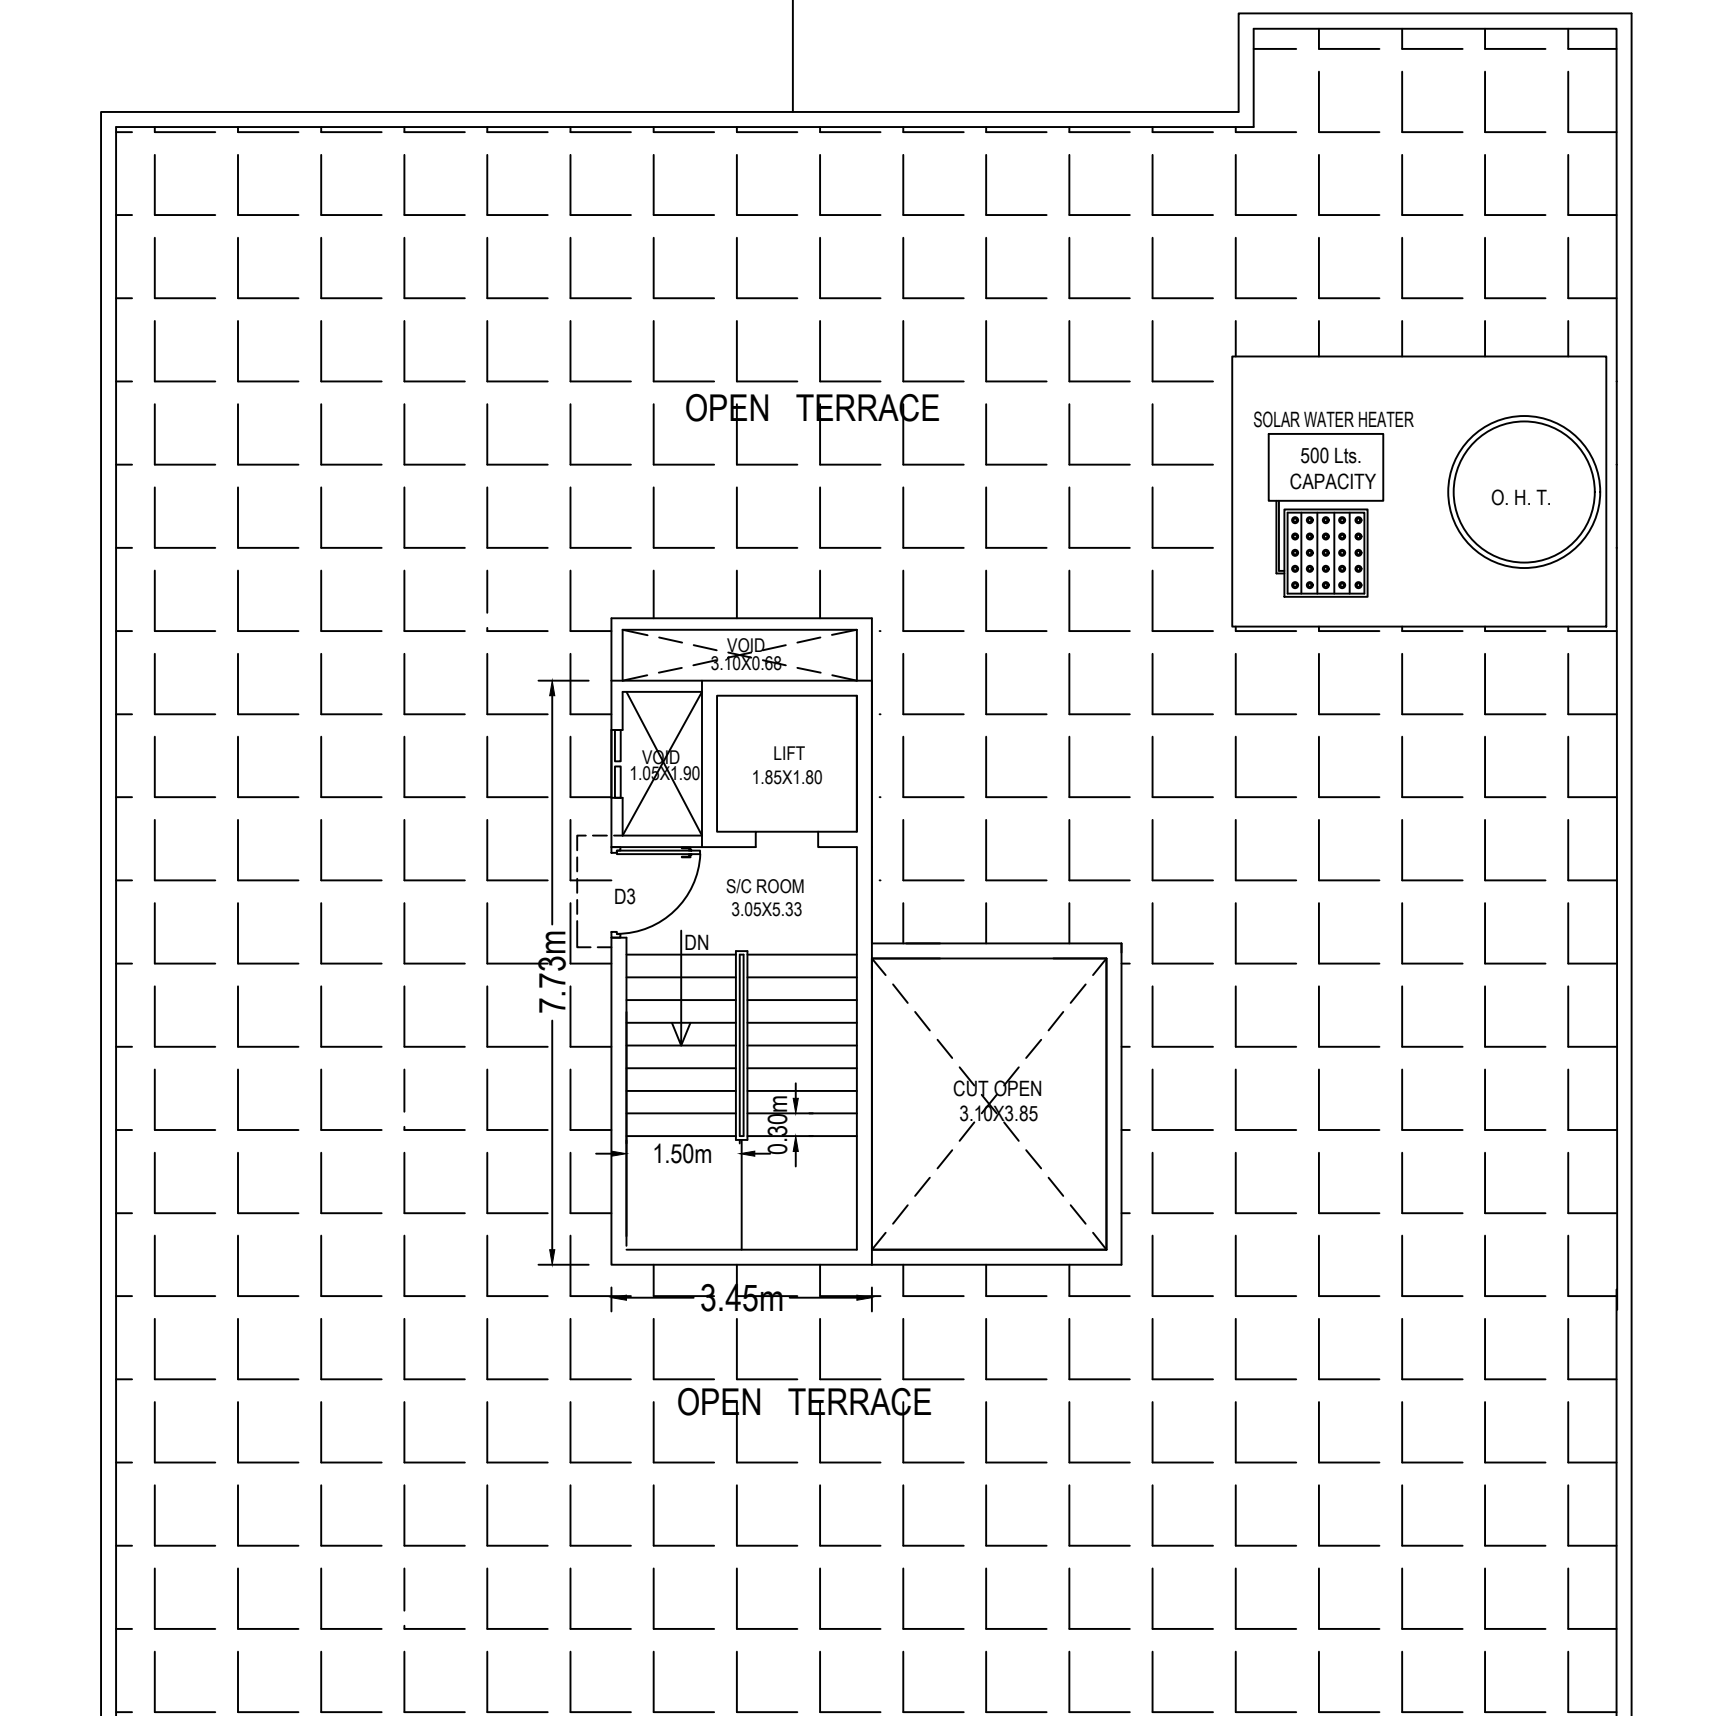 OPEN TERRACE
SOLAR WATER HEATER
500 Lts.
CAPACITY
O. H. T.
VOID
3.10X0.68
VOID
1.05X1.90
LIFT
1.85X1.80
S/C ROOM
3.05X5.33
D3
DN
7.73m
CUT OPEN
3.10X3.85
0.30m
1.50m
3.45m
OPEN TERRACE